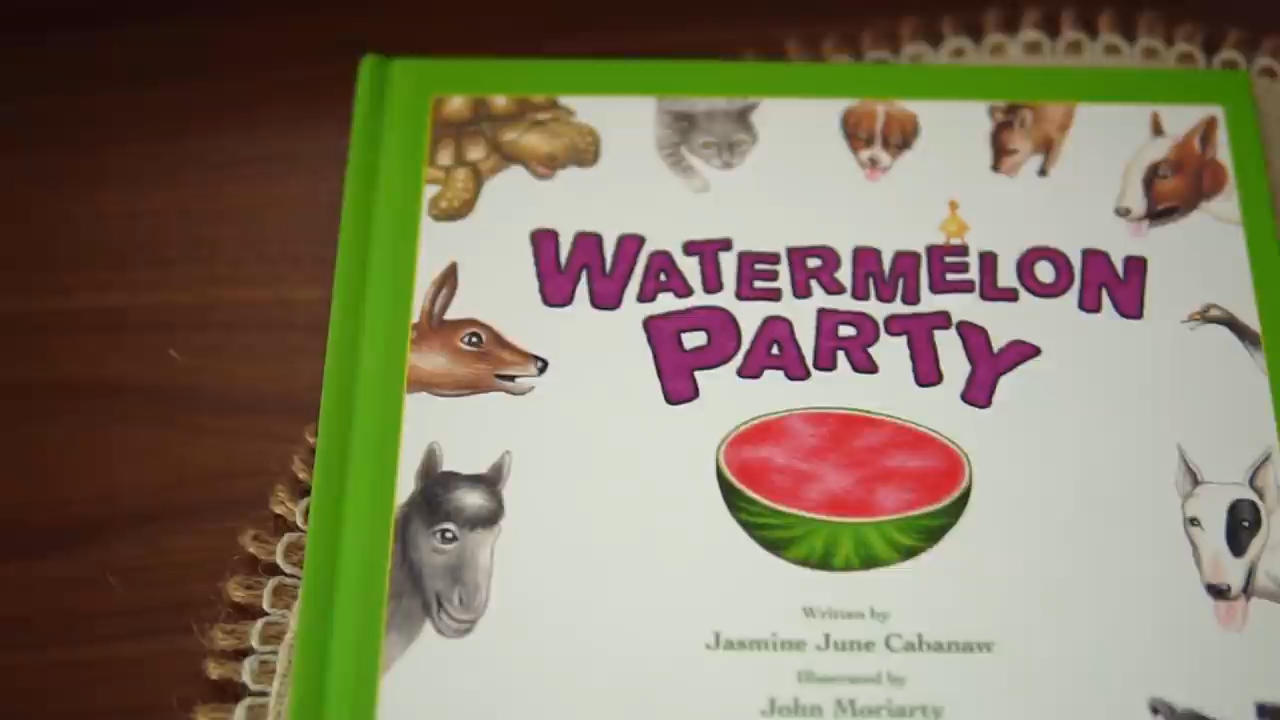 WATERMELON
PARTY
Written by
Jasmine June Cabanaw
Illustrated by
John Moriarty